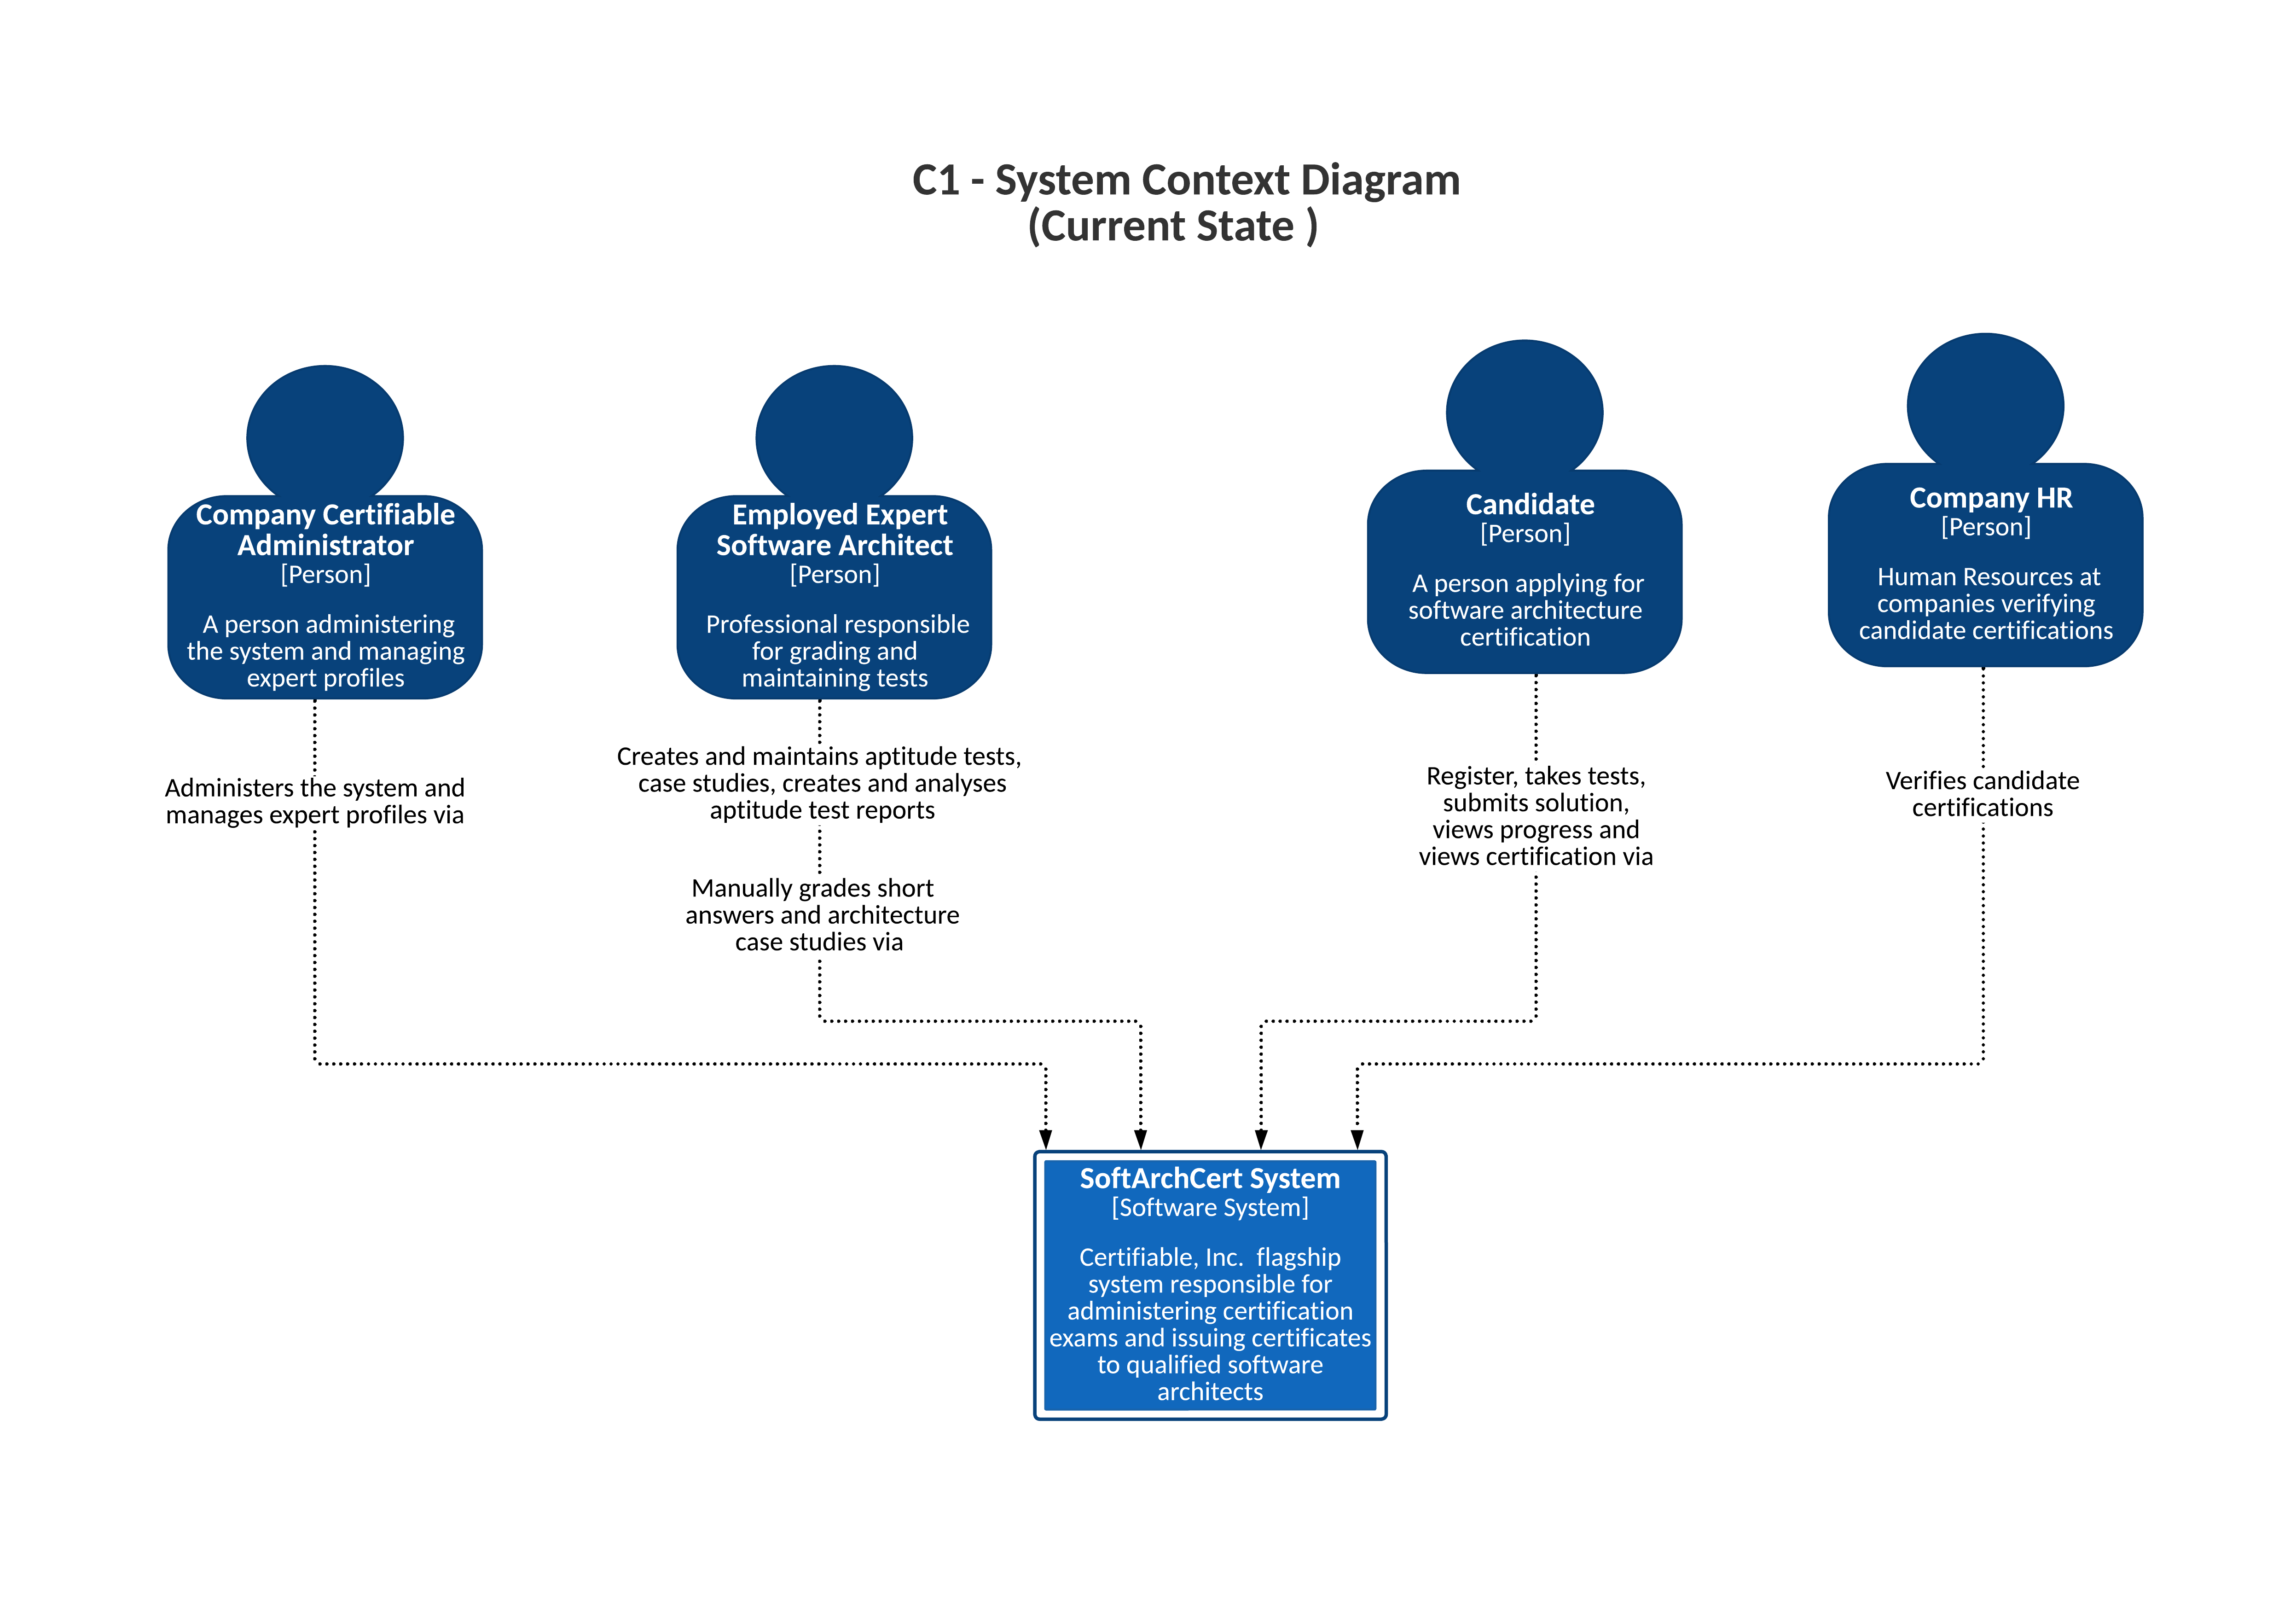 C1 - System Context Diagram
(Current State )
Company Certifiable
Administrator
[Person]
A person administering
the system and managing
expert profiles
Employed Expert
Software Architect
[Person]
Professional responsible
for grading and
maintaining tests
Candidate
[Person]
A person applying for
software architecture
certification
Company HR
[Person]
Human Resources at
companies verifying
candidate certifications
Administers the system and
manages expert profiles via
Creates and maintains aptitude tests,
case studies, creates and analyses
aptitude test reports
Manually grades short
answers and architecture
case studies via
Register, takes tests,
submits solution,
views progress and
views certification via
Verifies candidate
certifications
SoftArchCert System
[Software System]
Certifiable, Inc.  flagship
system responsible for
administering certification
exams and issuing certificates
to qualified software
architects